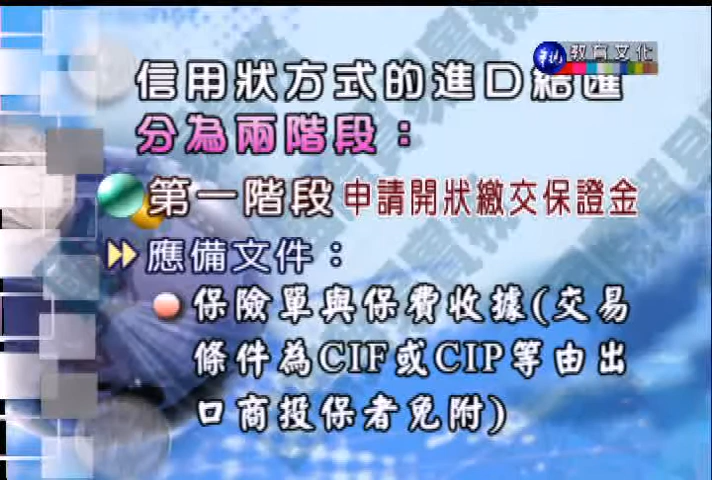 華視 教育文化
信用狀方式的進口結匯
分為兩階段：
第一階段 申請開狀繳交保證金
應備文件：
保險單與保費收據(交易
條件為CIF或CIP等由出
口商投保者免附)